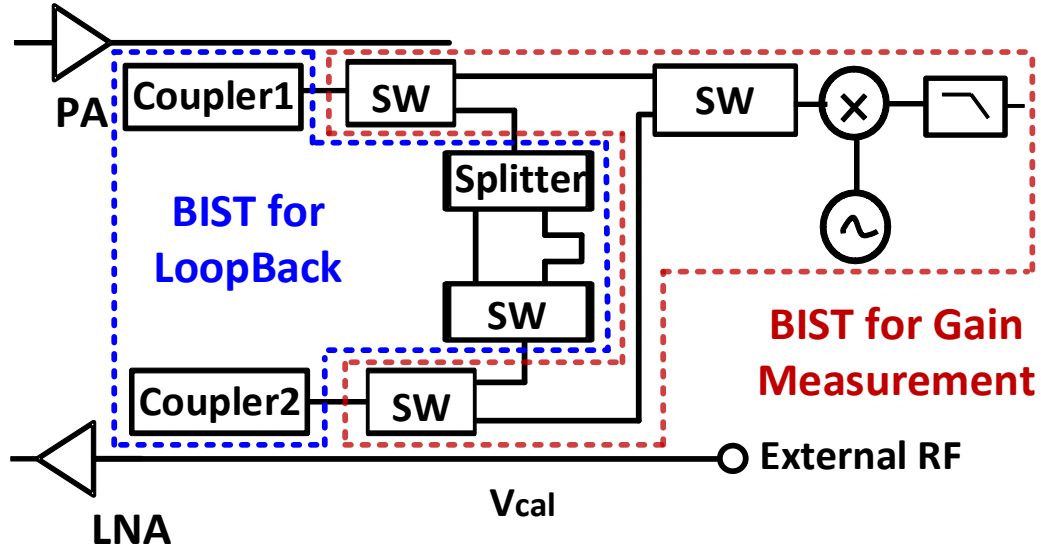 PA
Coupler1
SW
SW
×
Splitter
BIST for
LoopBack
SW
BIST for Gain
Measurement
Coupler2
SW
External RF
Vcal
LNA